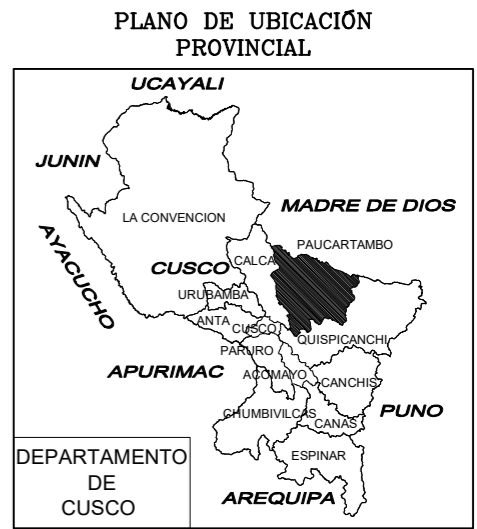 PLANO DE UBICACIÓN
PROVINCIAL
UCAYALI
JUNIN
LA CONVENCION
MADRE DE DIOS
AYACUCHO
PAUCARTAMBO
CALCA
CUSCO
URUBAMBA
ANTA
CUSCO
QUISPICANCHI
PARURO
APURIMAC
ACOMAYO
CANCHIS
CHUMBIVILCAS
PUNO
CANAS
ESPINAR
DEPARTAMENTO
DE
CUSCO
AREQUIPA